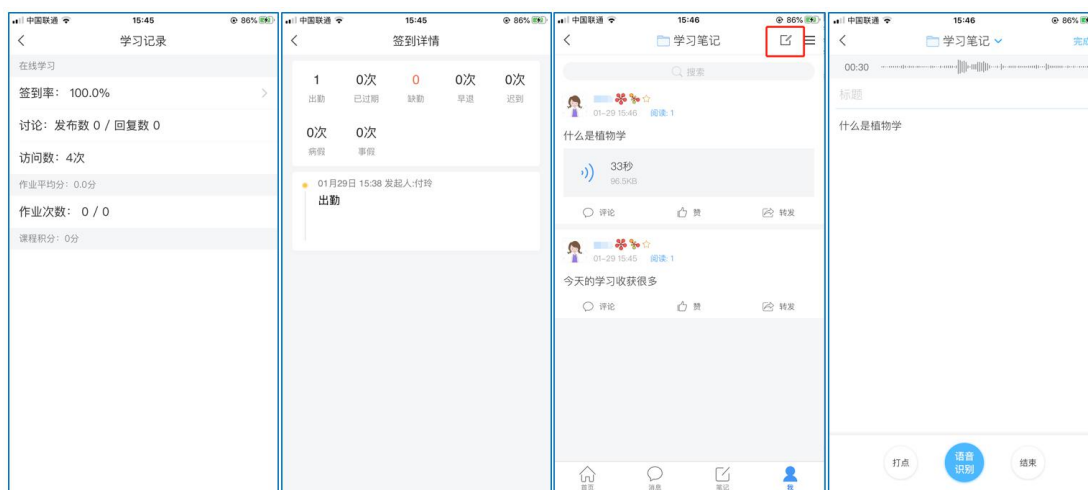 中国联通
15:45
86%
学习记录
在线学习
签到率： 100.0%
讨论：发布数 0 / 回复数 0
访问数：4次
作业平均分：0.0分
作业次数： 0 / 0
课程积分：0分
中国联通
15:45
86%
签到详情
1 0次 0 0次 0次
出勤 已过期 缺勤 早退 迟到
0次 0次
病假 事假
01月29日 15:38 发起人:付玲
出勤
中国联通
15:46
86%
学习笔记
搜索
01-29 15:46 阅读: 1
什么是植物学
33秒
96.5KB
评论 赞 转发
01-29 15:45 阅读: 1
今天的学习收获很多
评论 赞 转发
首页 消息 笔记 我
中国联通
15:46
86%
学习笔记
完成
00:30
标题
什么是植物学
打点
语音
识别
结束